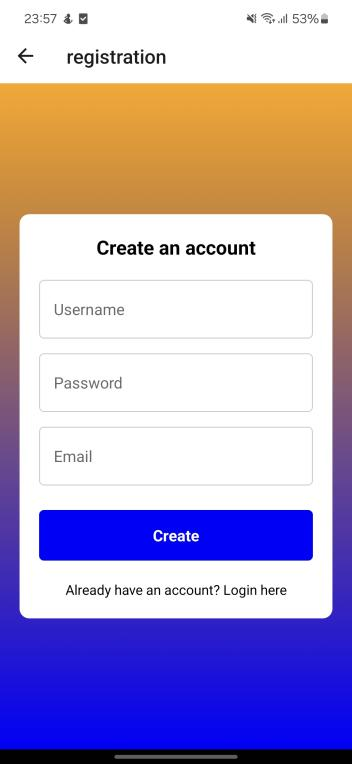 23:57 53%
registration
Create an account
Username
Password
Email
Create
Already have an account? Login here